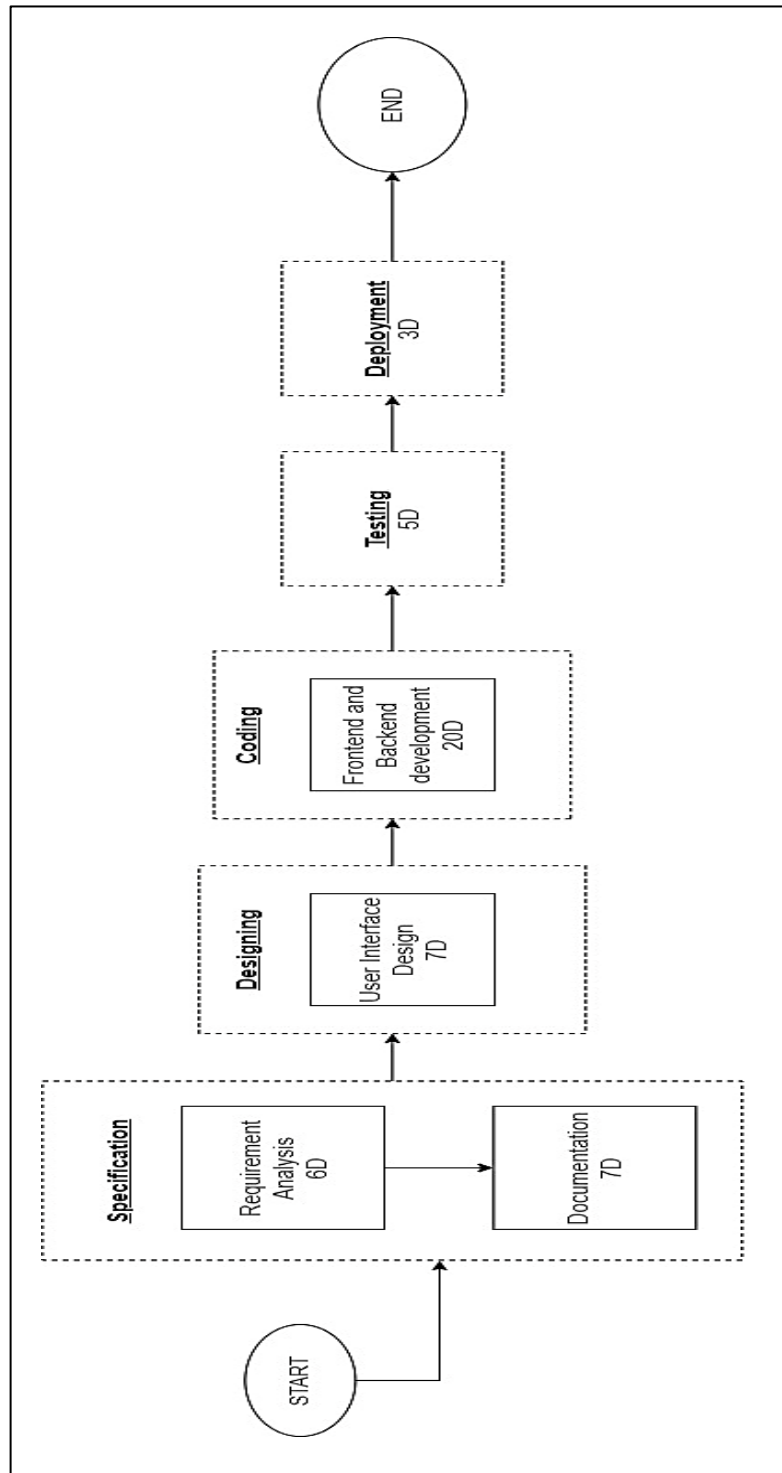 START
Specification
Requirement
Analysis
6D
Documentation
7D
Designing
User Interface
Design
7D
Coding
Frontend and
Backend
development
20D
Testing
5D
Deployment
3D
END